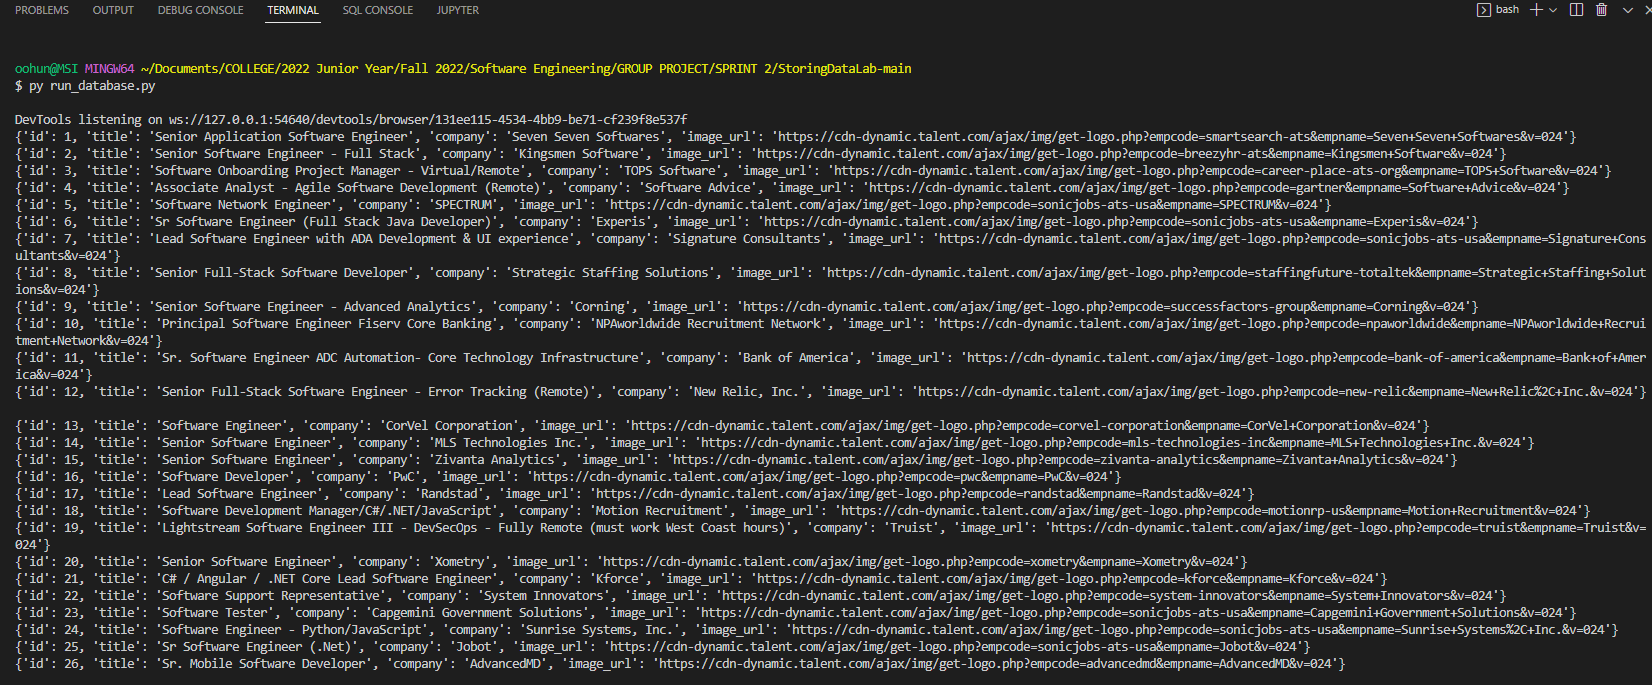 PROBLEMS OUTPUT DEBUG CONSOLE TERMINAL SQL CONSOLE JUPYTER bash
oohun@MSI MINGW64 ~/Documents/COLLEGE/2022 Junior Year/Fall 2022/Software Engineering/GROUP PROJECT/SPRINT 2/StoringDataLab-main
$ py run_database.py
DevTools listening on ws://127.0.0.1:54640/devtools/browser/131ee115-4534-4bb9-be71-cf239f8e537f
{'id': 1, 'title': 'Senior Application Software Engineer', 'company': 'Seven Seven Softwares', 'image_url': 'https://cdn-dynamic.talent.com/ajax/img/get-logo.php?empcode=smartsearch-ats&empname=Seven+Seven+Softwares&v=024'}
{'id': 2, 'title': 'Senior Software Engineer - Full Stack', 'company': 'Kingsmen Software', 'image_url': 'https://cdn-dynamic.talent.com/ajax/img/get-logo.php?empcode=breezyhr-ats&empname=Kingsmen+Software&v=024'}
{'id': 3, 'title': 'Software Onboarding Project Manager - Virtual/Remote', 'company': 'TOPS Software', 'image_url': 'https://cdn-dynamic.talent.com/ajax/img/get-logo.php?empcode=career-place-ats-org&empname=TOPS+Software&v=024'}
{'id': 4, 'title': 'Associate Analyst - Agile Software Development (Remote)', 'company': 'Software Advice', 'image_url': 'https://cdn-dynamic.talent.com/ajax/img/get-logo.php?empcode=gartner&empname=Software+Advice&v=024'}
{'id': 5, 'title': 'Software Network Engineer', 'company': 'SPECTRUM', 'image_url': 'https://cdn-dynamic.talent.com/ajax/img/get-logo.php?empcode=sonicjobs-ats-usa&empname=SPECTRUM&v=024'}
{'id': 6, 'title': 'Sr Software Engineer (Full Stack Java Developer)', 'company': 'Experis', 'image_url': 'https://cdn-dynamic.talent.com/ajax/img/get-logo.php?empcode=sonicjobs-ats-usa&empname=Experis&v=024'}
{'id': 7, 'title': 'Lead Software Engineer with ADA Development & UI experience', 'company': 'Signature Consultants', 'image_url': 'https://cdn-dynamic.talent.com/ajax/img/get-logo.php?empcode=sonicjobs-ats-usa&empname=Signature+Cons
ultants&v=024'}
{'id': 8, 'title': 'Senior Full-Stack Software Developer', 'company': 'Strategic Staffing Solutions', 'image_url': 'https://cdn-dynamic.talent.com/ajax/img/get-logo.php?empcode=staffingfuture-totaltek&empname=Strategic+Staffing+Solut
ions&v=024'}
{'id': 9, 'title': 'Senior Software Engineer - Advanced Analytics', 'company': 'Corning', 'image_url': 'https://cdn-dynamic.talent.com/ajax/img/get-logo.php?empcode=successfactors-group&empname=Corning&v=024'}
{'id': 10, 'title': 'Principal Software Engineer Fiserv Core Banking', 'company': 'NPAworldwide Recruitment Network', 'image_url': 'https://cdn-dynamic.talent.com/ajax/img/get-logo.php?empcode=npaworldwide&empname=NPAworldwide+Recrui
tment+Network&v=024'}
{'id': 11, 'title': 'Sr. Software Engineer ADC Automation- Core Technology Infrastructure', 'company': 'Bank of America', 'image_url': 'https://cdn-dynamic.talent.com/ajax/img/get-logo.php?empcode=bank-of-america&empname=Bank+of+Amer
ica&v=024'}
{'id': 12, 'title': 'Senior Full-Stack Software Engineer - Error Tracking (Remote)', 'company': 'New Relic, Inc.', 'image_url': 'https://cdn-dynamic.talent.com/ajax/img/get-logo.php?empcode=new-relic&empname=New+Relic%2C+Inc.&v=024'}
{'id': 13, 'title': 'Software Engineer', 'company': 'CorVel Corporation', 'image_url': 'https://cdn-dynamic.talent.com/ajax/img/get-logo.php?empcode=corvel-corporation&empname=CorVel+Corporation&v=024'}
{'id': 14, 'title': 'Senior Software Engineer', 'company': 'MLS Technologies Inc.', 'image_url': 'https://cdn-dynamic.talent.com/ajax/img/get-logo.php?empcode=mls-technologies-inc&empname=MLS+Technologies+Inc.&v=024'}
{'id': 15, 'title': 'Senior Software Engineer', 'company': 'Zivanta Analytics', 'image_url': 'https://cdn-dynamic.talent.com/ajax/img/get-logo.php?empcode=zivanta-analytics&empname=Zivanta+Analytics&v=024'}
{'id': 16, 'title': 'Software Developer', 'company': 'PwC', 'image_url': 'https://cdn-dynamic.talent.com/ajax/img/get-logo.php?empcode=pwc&empname=PwC&v=024'}
{'id': 17, 'title': 'Lead Software Engineer', 'company': 'Randstad', 'image_url': 'https://cdn-dynamic.talent.com/ajax/img/get-logo.php?empcode=randstad&empname=Randstad&v=024'}
{'id': 18, 'title': 'Software Development Manager/C#/.NET/JavaScript', 'company': 'Motion Recruitment', 'image_url': 'https://cdn-dynamic.talent.com/ajax/img/get-logo.php?empcode=motionrp-us&empname=Motion+Recruitment&v=024'}
{'id': 19, 'title': 'Lightstream Software Engineer III - DevSecOps - Fully Remote (must work West Coast hours)', 'company': 'Truist', 'image_url': 'https://cdn-dynamic.talent.com/ajax/img/get-logo.php?empcode=truist&empname=Truist&v=
024'}
{'id': 20, 'title': 'Senior Software Engineer', 'company': 'Xometry', 'image_url': 'https://cdn-dynamic.talent.com/ajax/img/get-logo.php?empcode=xometry&empname=Xometry&v=024'}
{'id': 21, 'title': 'C# / Angular / .NET Core Lead Software Engineer', 'company': 'Kforce', 'image_url': 'https://cdn-dynamic.talent.com/ajax/img/get-logo.php?empcode=kforce&empname=Kforce&v=024'}
{'id': 22, 'title': 'Software Support Representative', 'company': 'System Innovators', 'image_url': 'https://cdn-dynamic.talent.com/ajax/img/get-logo.php?empcode=system-innovators&empname=System+Innovators&v=024'}
{'id': 23, 'title': 'Software Tester', 'company': 'Capgemini Government Solutions', 'image_url': 'https://cdn-dynamic.talent.com/ajax/img/get-logo.php?empcode=sonicjobs-ats-usa&empname=Capgemini+Government+Solutions&v=024'}
{'id': 24, 'title': 'Software Engineer - Python/JavaScript', 'company': 'Sunrise Systems, Inc.', 'image_url': 'https://cdn-dynamic.talent.com/ajax/img/get-logo.php?empcode=sonicjobs-ats-usa&empname=Sunrise+Systems%2C+Inc.&v=024'}
{'id': 25, 'title': 'Sr Software Engineer (.Net)', 'company': 'Jobot', 'image_url': 'https://cdn-dynamic.talent.com/ajax/img/get-logo.php?empcode=sonicjobs-ats-usa&empname=Jobot&v=024'}
{'id': 26, 'title': 'Sr. Mobile Software Developer', 'company': 'AdvancedMD', 'image_url': 'https://cdn-dynamic.talent.com/ajax/img/get-logo.php?empcode=advancedmd&empname=AdvancedMD&v=024'}